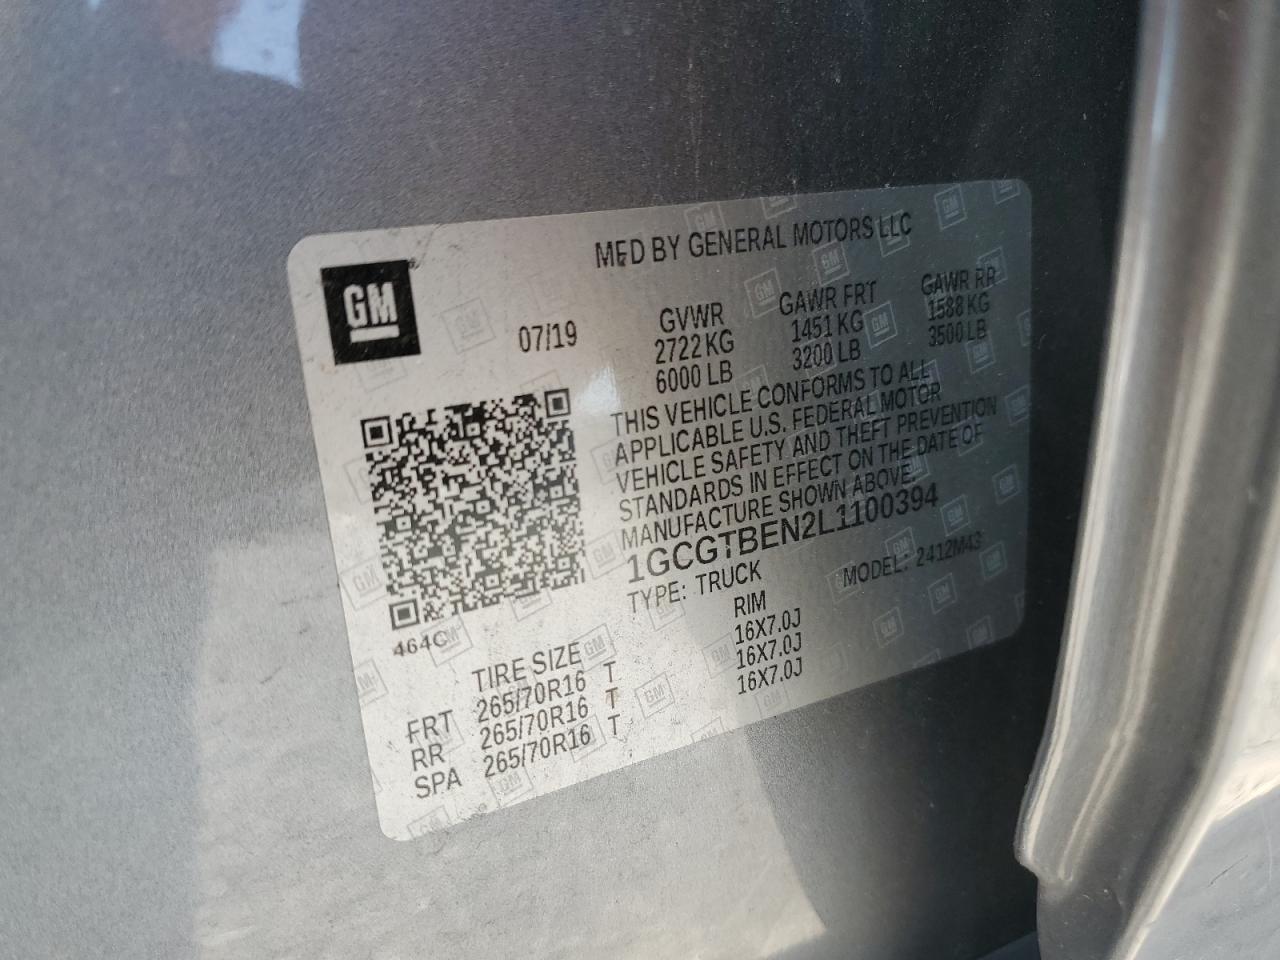 GM
MFD BY GENERAL MOTORS LLC
07/19
GVWR GAWR FRT GAWR RR
2722 KG 1451 KG 1588 KG
6000 LB 3200 LB 3500 LB
THIS VEHICLE CONFORMS TO ALL
APPLICABLE U.S. FEDERAL MOTOR
VEHICLE SAFETY AND THEFT PREVENTION
STANDARDS IN EFFECT ON THE DATE OF
MANUFACTURE SHOWN ABOVE.
1GCGTBEN2L1100394
TYPE: TRUCK MODEL: 2412M43
464C
TIRE SIZE RIM
FRT 265/70R16 T 16X7.0J
RR 265/70R16 T 16X7.0J
SPA 265/70R16 T 16X7.0J